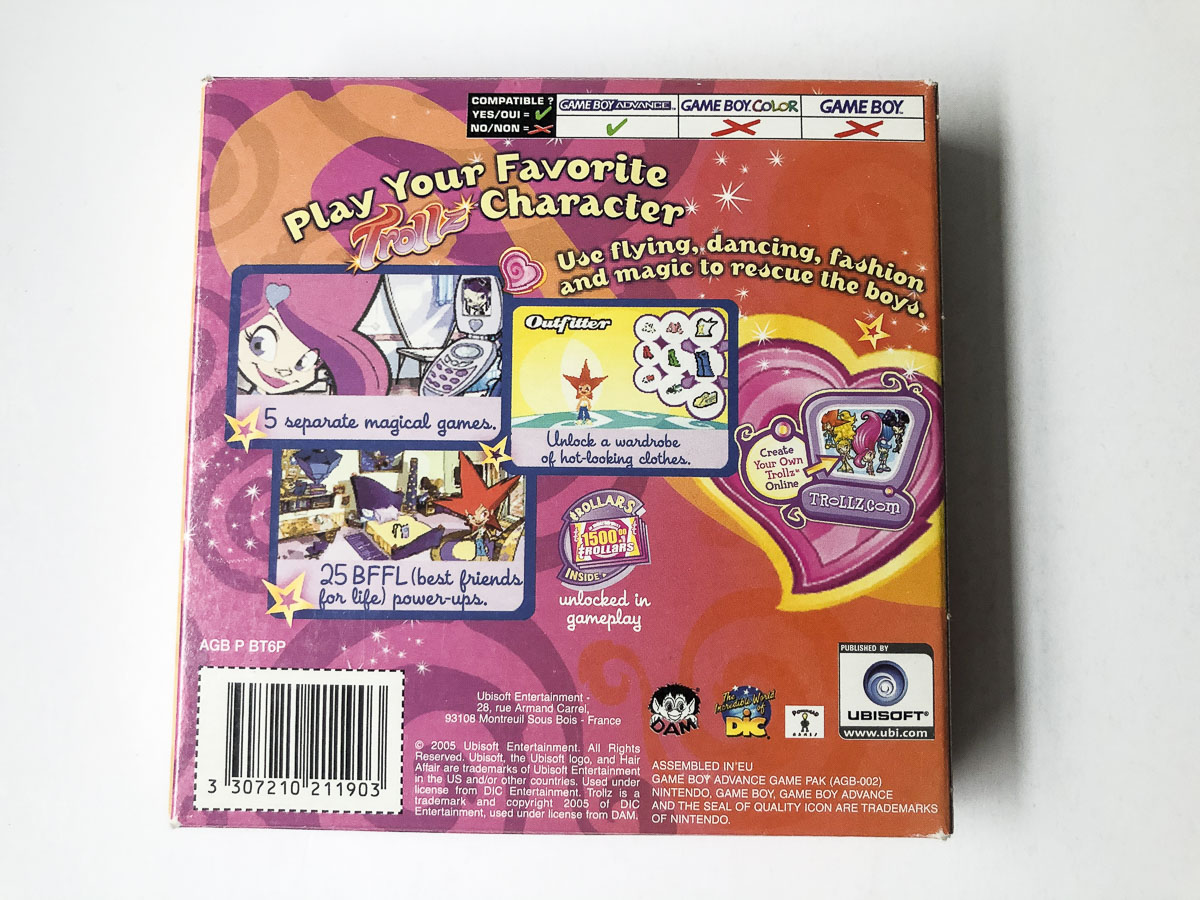 COMPATIBLE ?
YES/OUI = ✓
NO/NON = ✗
GAME BOY ADVANCE™
GAME BOY COLOR
GAME BOY™
Play Your Favorite
Trollz Character
Use flying, dancing, fashion
and magic to rescue the boys.
5 separate magical games.
Outfitter
Unlock a wardrobe
of hot-looking clothes.
Create
Your Own
Trollz™
Online
TRoLLZ.com
25 BFFL (best friends
for life) power-ups.
TROLLARS
1500.00
TROLLARS
INSIDE
unlocked in
gameplay
AGB P BT6P
3 307210 211903
Ubisoft Entertainment -
28, rue Armand Carrel,
93108 Montreuil Sous Bois - France
© 2005 Ubisoft Entertainment. All Rights
Reserved. Ubisoft, the Ubisoft logo, and Hair
Affair are trademarks of Ubisoft Entertainment
in the US and/or other countries. Used under
license from DIC Entertainment. Trollz is a
trademark and copyright 2005 of DIC
Entertainment, used under license from DAM.
DAM
The
Incredible World
of
DiC
GAMES
PUBLISHED BY
UBISOFT®
www.ubi.com
ASSEMBLED IN EU
GAME BOY ADVANCE GAME PAK (AGB-002)
NINTENDO, GAME BOY, GAME BOY ADVANCE
AND THE SEAL OF QUALITY ICON ARE TRADEMARKS
OF NINTENDO.